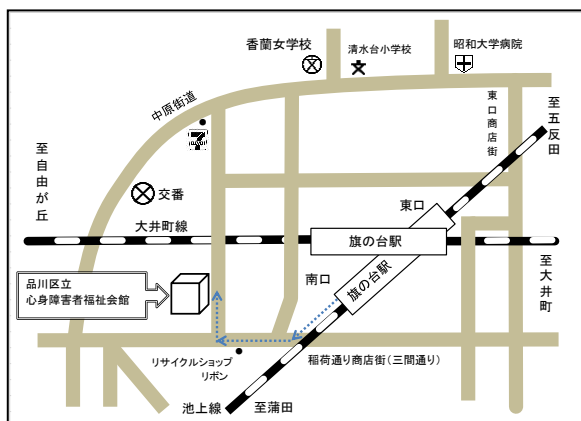 香蘭女学校
清水台小学校
昭和大学病院
中原街道
東口商店街
至五反田
至自由が丘
7
交番
東口
大井町線
旗の台駅
旗の台駅
至大井町
南口
品川区立
心身障害者福祉会館
リサイクルショップ
リボン
稲荷通り商店街（三間通り）
池上線
至蒲田